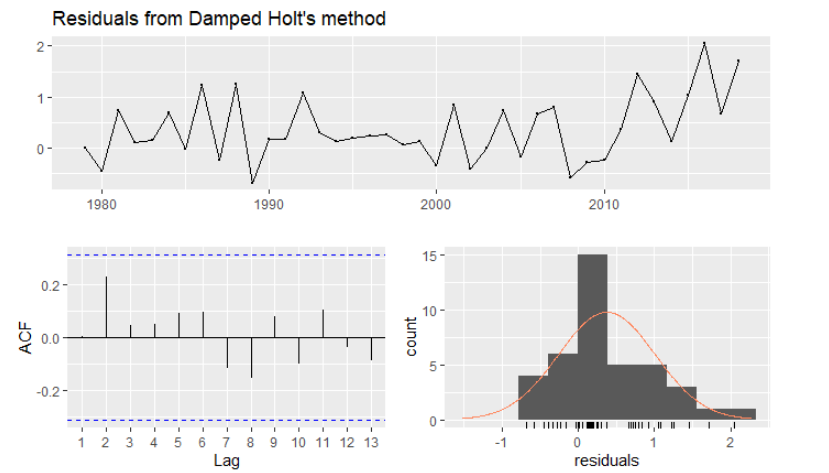 Residuals from Damped Holt's method
2
1
0
1980
1990
2000
2010
ACF
0.2
0.0
-0.2
1 2 3 4 5 6 7 8 9 10 11 12 13
Lag
count
15
10
5
0
-1 0 1 2
residuals